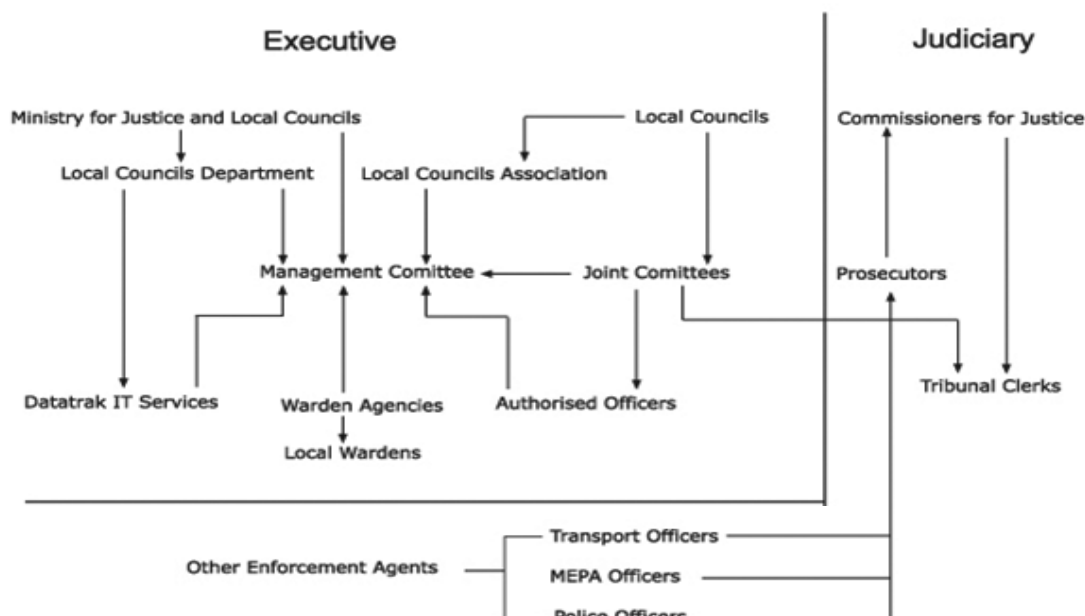 Executive
Judiciary
Ministry for Justice and Local Councils
Local Councils
Commissioners for Justice
Local Councils Department
Local Councils Association
Management Comittee
Joint Comittees
Prosecutors
Datatrak IT Services
Warden Agencies
Authorised Officers
Tribunal Clerks
Local Wardens
Transport Officers
Other Enforcement Agents
MEPA Officers
Police Officers